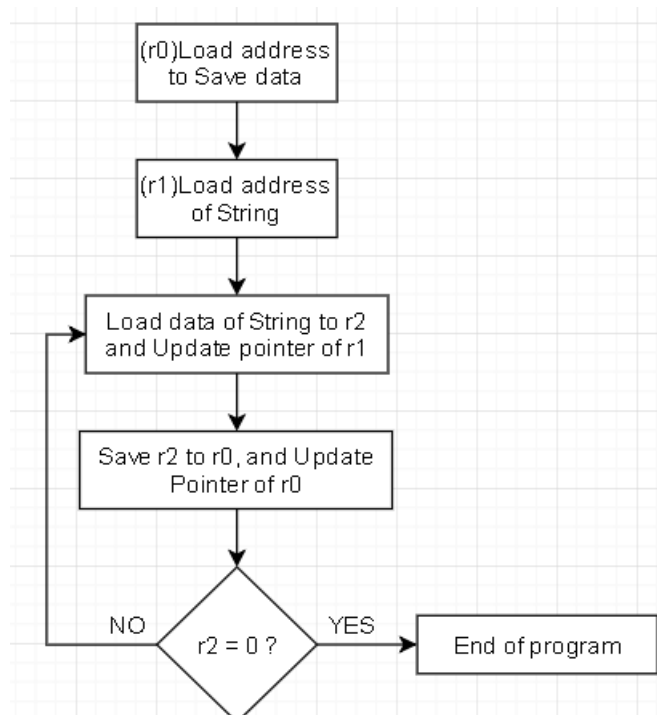 (r0)Load address
to Save data
(r1)Load address
of String
Load data of String to r2
and Update pointer of r1
Save r2 to r0, and Update
Pointer of r0
NO
r2 = 0 ?
YES
End of program